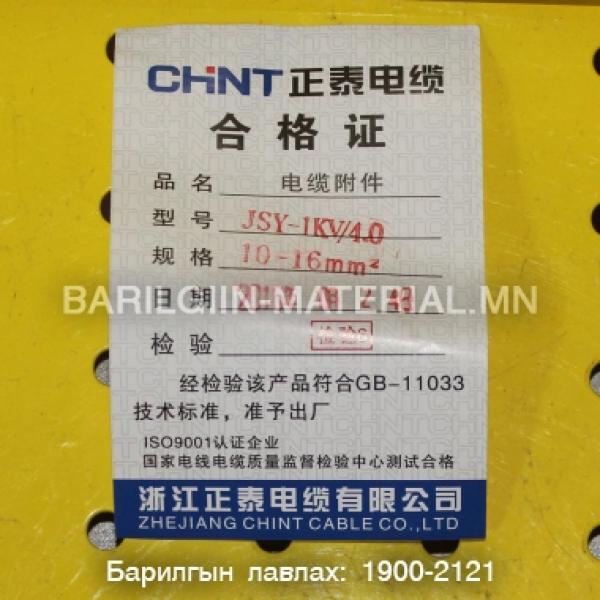 CHNT 正泰电缆
合格证
品名 电缆附件
型号 JSY-1KV/4.0
规格 10-16mm²
BARILGIIN-MATERIAL.MN
日期
检验 检验
经检验该产品符合GB-11033
技术标准，准予出厂
ISO9001认证企业
国家电线电缆质量监督检验中心测试合格
浙江正泰电缆有限公司
ZHEJIANG CHINT CABLE CO.,LTD
Барилгын лавлах: 1900-2121